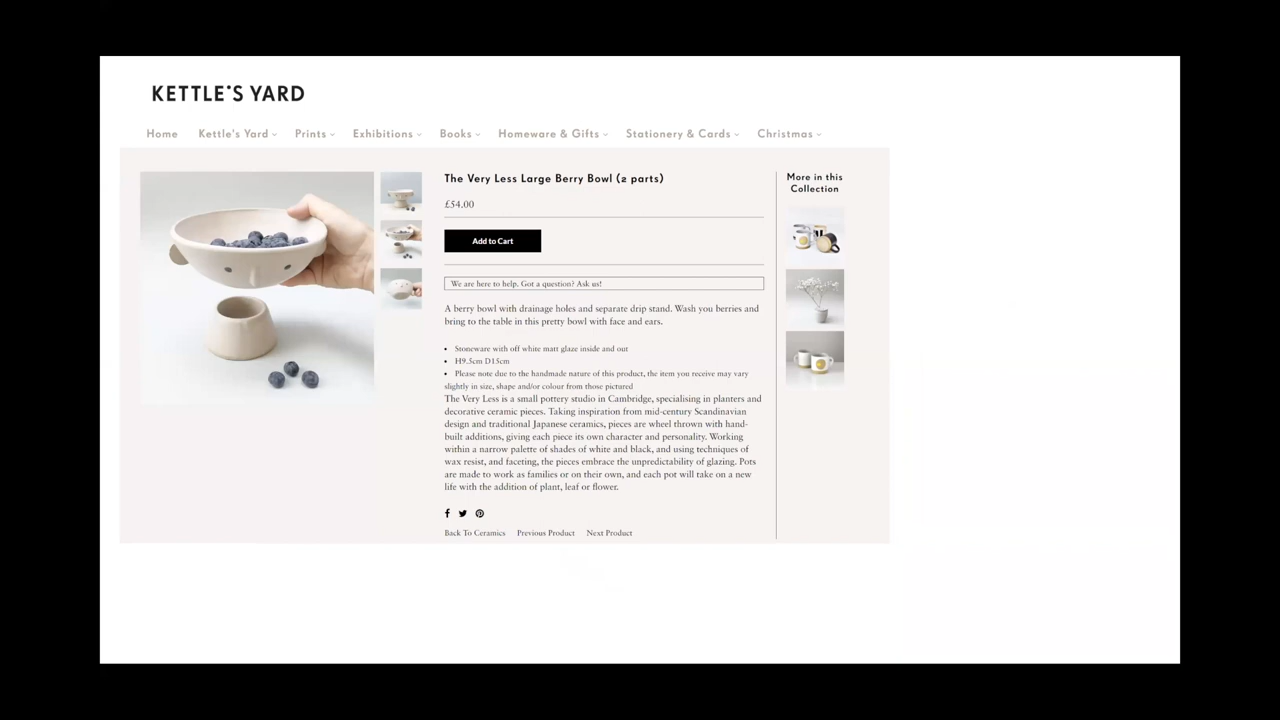 KETTLE'S YARD
Home Kettle's Yard Prints Exhibitions Books Homeware & Gifts Stationery & Cards Christmas
The Very Less Large Berry Bowl (2 parts)
£54.00
Add to Cart
We are here to help. Got a question? Ask us!
A berry bowl with drainage holes and separate drip stand. Wash you berries and
bring to the table in this pretty bowl with face and ears.
• Stoneware with off white matt glaze inside and out
• H9.5cm D15cm
• Please note due to the handmade nature of this product, the item you receive may vary
slightly in size, shape and/or colour from those pictured
The Very Less is a small pottery studio in Cambridge, specialising in planters and
decorative ceramic pieces. Taking inspiration from mid-century Scandinavian
design and traditional Japanese ceramics, pieces are wheel thrown with hand-
built additions, giving each piece its own character and personality. Working
within a narrow palette of shades of white and black, and using techniques of
wax resist, and faceting, the pieces embrace the unpredictability of glazing. Pots
are made to work as families or on their own, and each pot will take on a new
life with the addition of plant, leaf or flower.
Back To Ceramics Previous Product Next Product
More in this
Collection